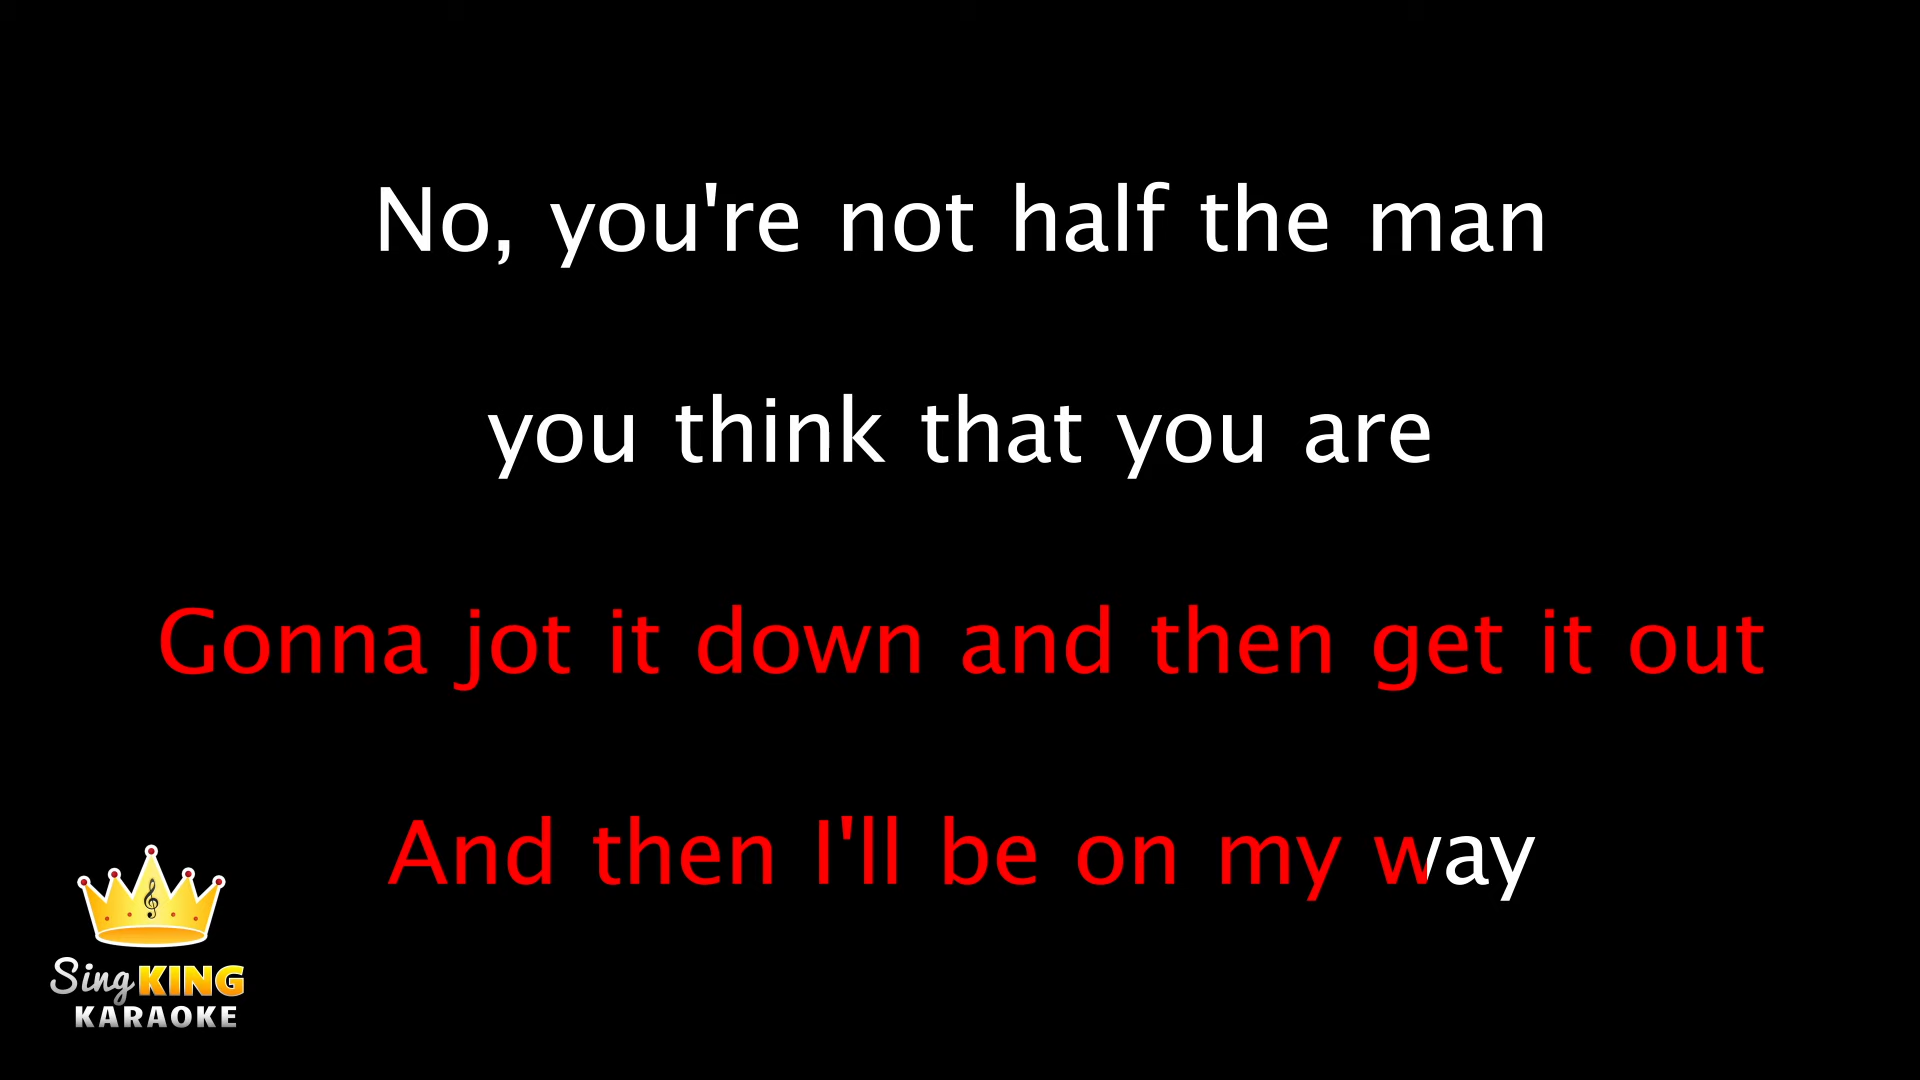 No, you're not half the man
you think that you are
Gonna jot it down and then get it out
And then I'll be on my way
Sing KING
KARAOKE